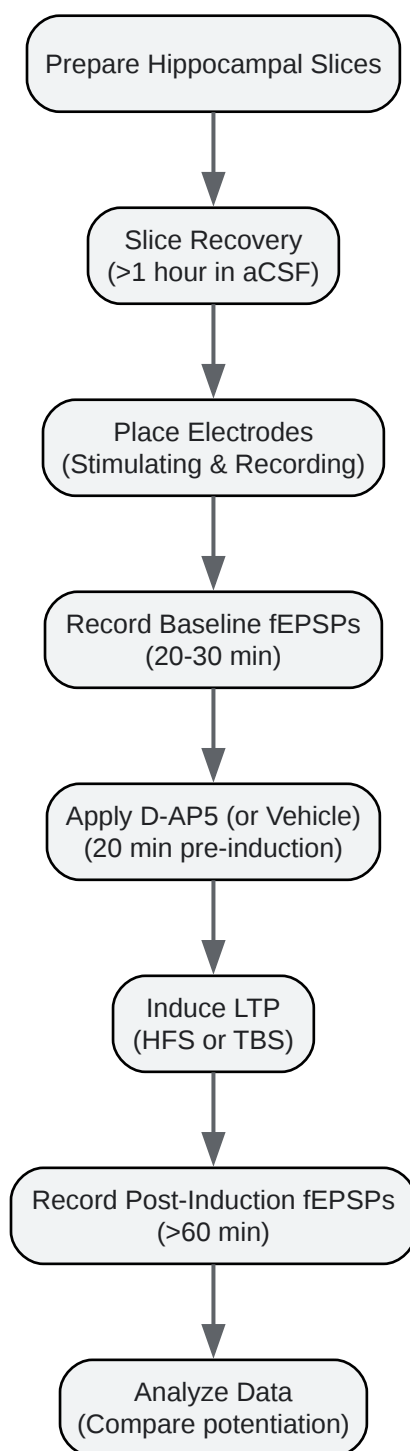 Prepare Hippocampal Slices
Slice Recovery
(>1 hour in aCSF)
Place Electrodes
(Stimulating & Recording)
Record Baseline fEPSPs
(20-30 min)
Apply D-AP5 (or Vehicle)
(20 min pre-induction)
Induce LTP
(HFS or TBS)
Record Post-Induction fEPSPs
(>60 min)
Analyze Data
(Compare potentiation)